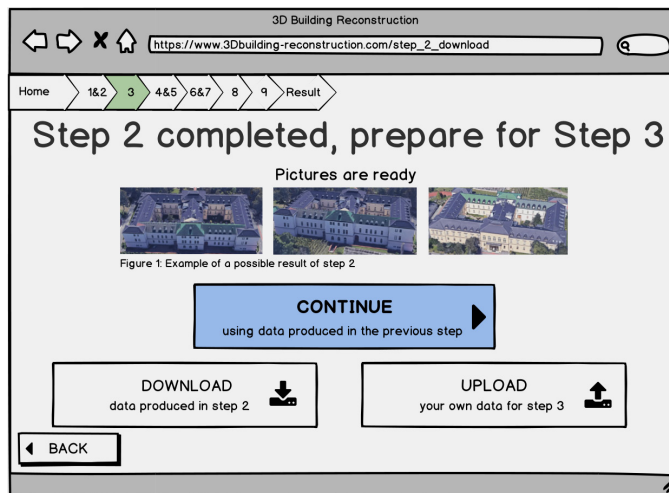 3D Building Reconstruction
https://www.3Dbuilding-reconstruction.com/step_2_download
Home 1&2 3 4&5 6&7 8 9 Result
Step 2 completed, prepare for Step 3
Pictures are ready
Figure 1: Example of a possible result of step 2
CONTINUE
using data produced in the previous step
DOWNLOAD
data produced in step 2
UPLOAD
your own data for step 3
BACK